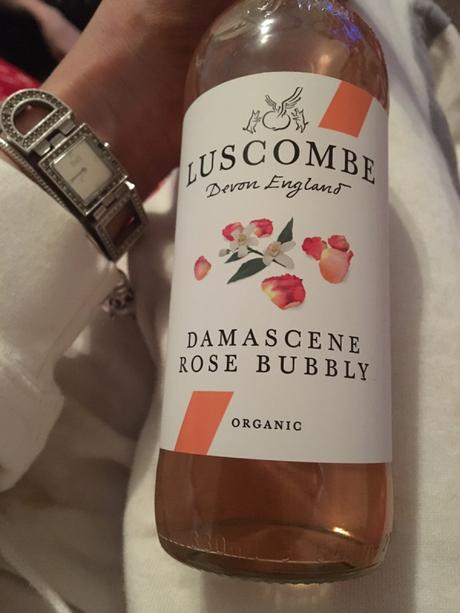 LUSCOMBE
Devon England
DAMASCENE
ROSE BUBBLY
ORGANIC